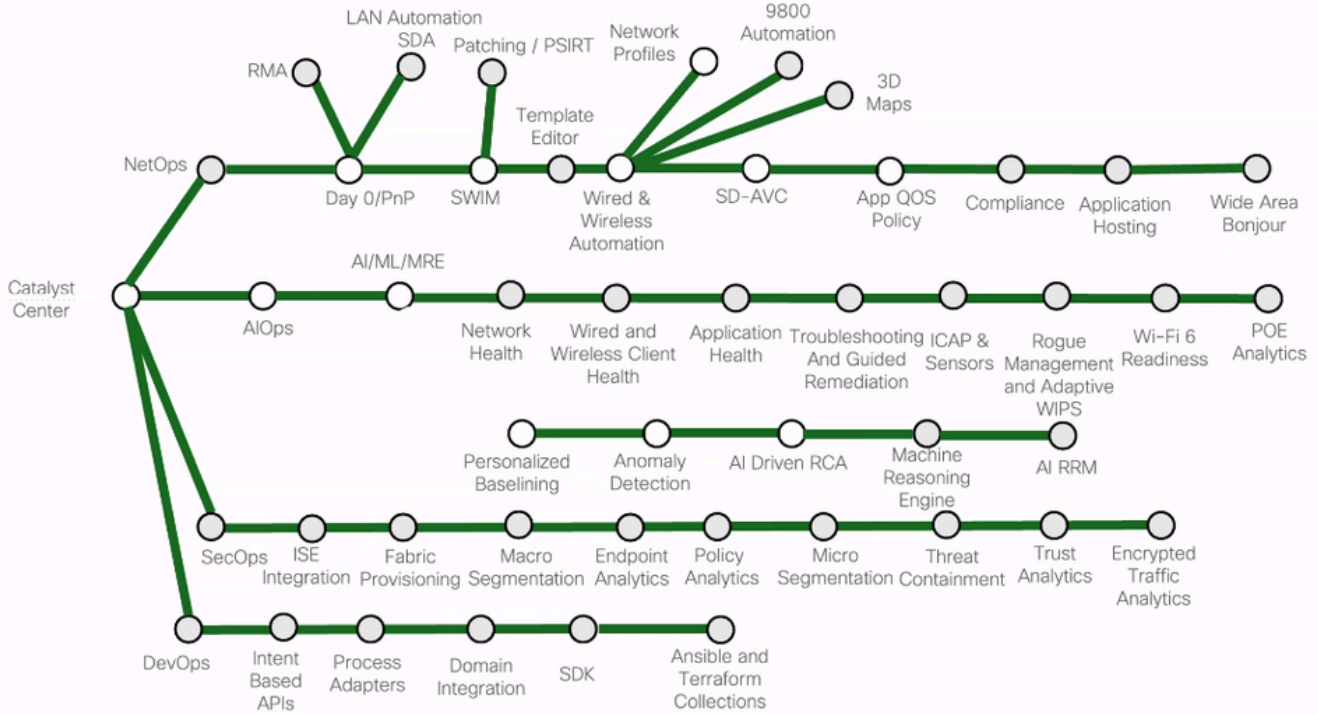 LAN Automation
SDA
RMA
Patching / PSIRT
Network
Profiles
9800
Automation
3D
Maps
Template
Editor
NetOps
Day 0/PnP
SWIM
Wired &
Wireless
Automation
SD-AVC
App QOS
Policy
Compliance
Application
Hosting
Wide Area
Bonjour
Catalyst
Center
AIOps
AI/ML/MRE
Network
Health
Wired and
Wireless Client
Health
Application
Health
Troubleshooting
And Guided
Remediation
ICAP &
Sensors
Rogue
Management
and Adaptive
WIPS
Wi-Fi 6
Readiness
POE
Analytics
Personalized
Baselining
Anomaly
Detection
AI Driven RCA
Machine
Reasoning
Engine
AI RRM
SecOps
ISE
Integration
Fabric
Provisioning
Macro
Segmentation
Endpoint
Analytics
Policy
Analytics
Micro
Segmentation
Threat
Containment
Trust
Analytics
Encrypted
Traffic
Analytics
DevOps
Intent
Based
APIs
Process
Adapters
Domain
Integration
SDK
Ansible and
Terraform
Collections